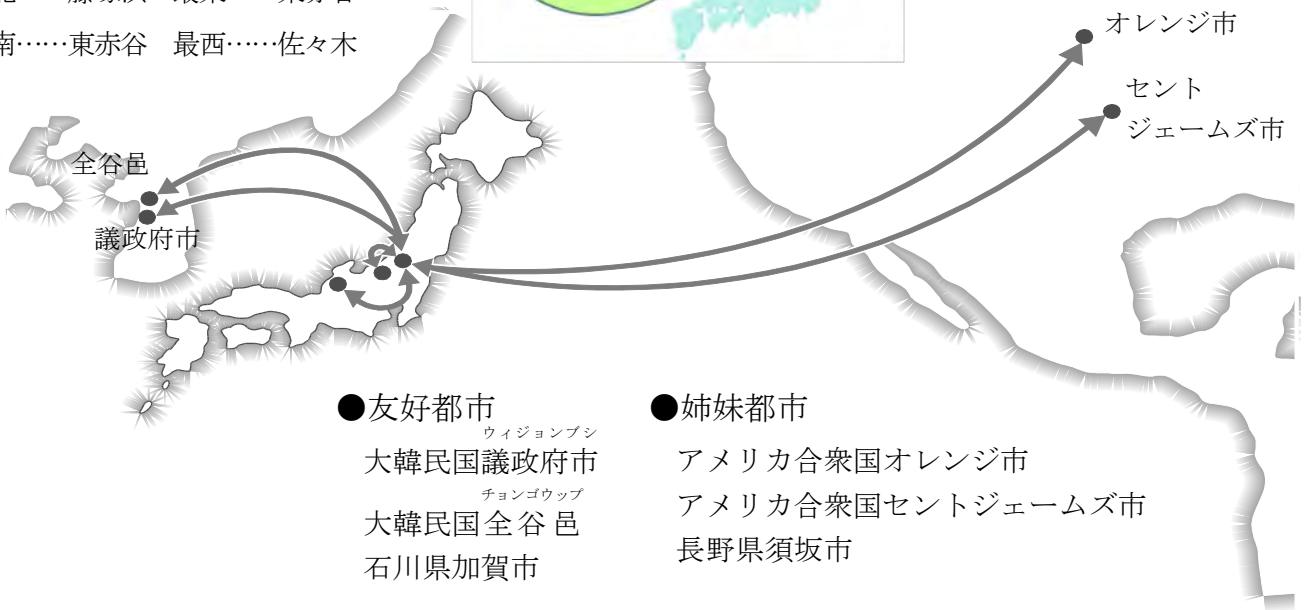 南……東赤谷　最西……佐々木
オレンジ市
セント
ジェームズ市
全谷邑
議政府市
●友好都市
ウィジョンブシ
大韓民国議政府市
チョンゴウップ
大韓民国全谷邑
石川県加賀市
●姉妹都市
アメリカ合衆国オレンジ市
アメリカ合衆国セントジェームズ市
長野県須坂市